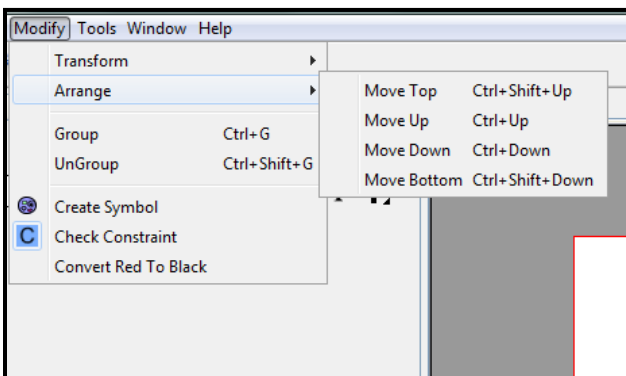 Modify Tools Window Help
Transform
Arrange
Move Top Ctrl+Shift+Up
Move Up Ctrl+Up
Move Down Ctrl+Down
Move Bottom Ctrl+Shift+Down
Group Ctrl+G
UnGroup Ctrl+Shift+G
Create Symbol
C Check Constraint
Convert Red To Black